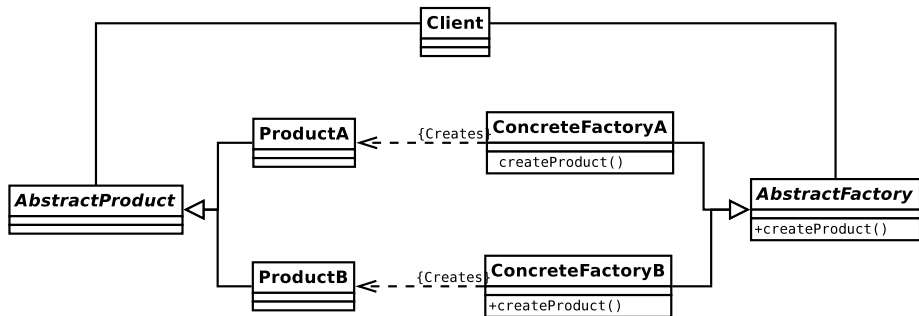 Client
ProductA
{Creates}
ConcreteFactoryA
createProduct()
AbstractProduct
AbstractFactory
+createProduct()
ProductB
{Creates}
ConcreteFactoryB
+createProduct()